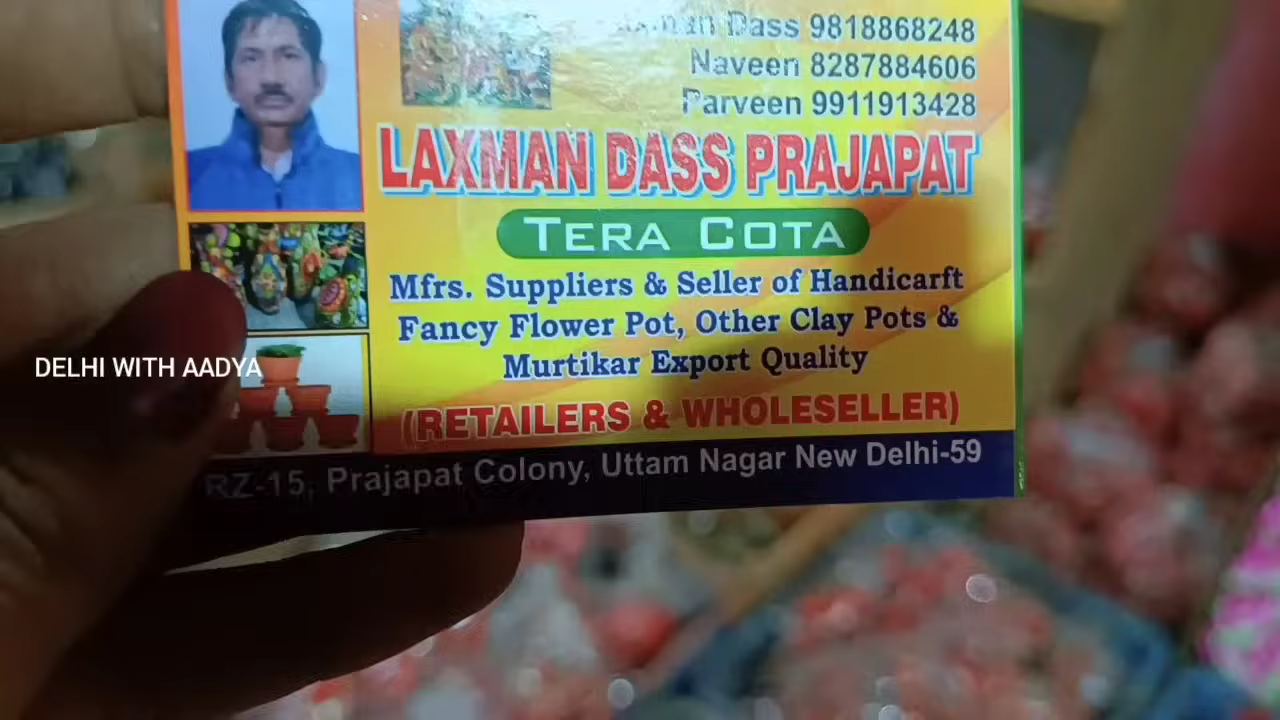 Dass 9818868248
Naveen 8287884606
Parveen 9911913428
LAXMAN DASS PRAJAPAT
TERA COTA
Mfrs. Suppliers & Seller of Handicarft
Fancy Flower Pot, Other Clay Pots &
Murtikar Export Quality
(RETAILERS & WHOLESELLER)
RZ-15, Prajapat Colony, Uttam Nagar New Delhi-59
DELHI WITH AADYA